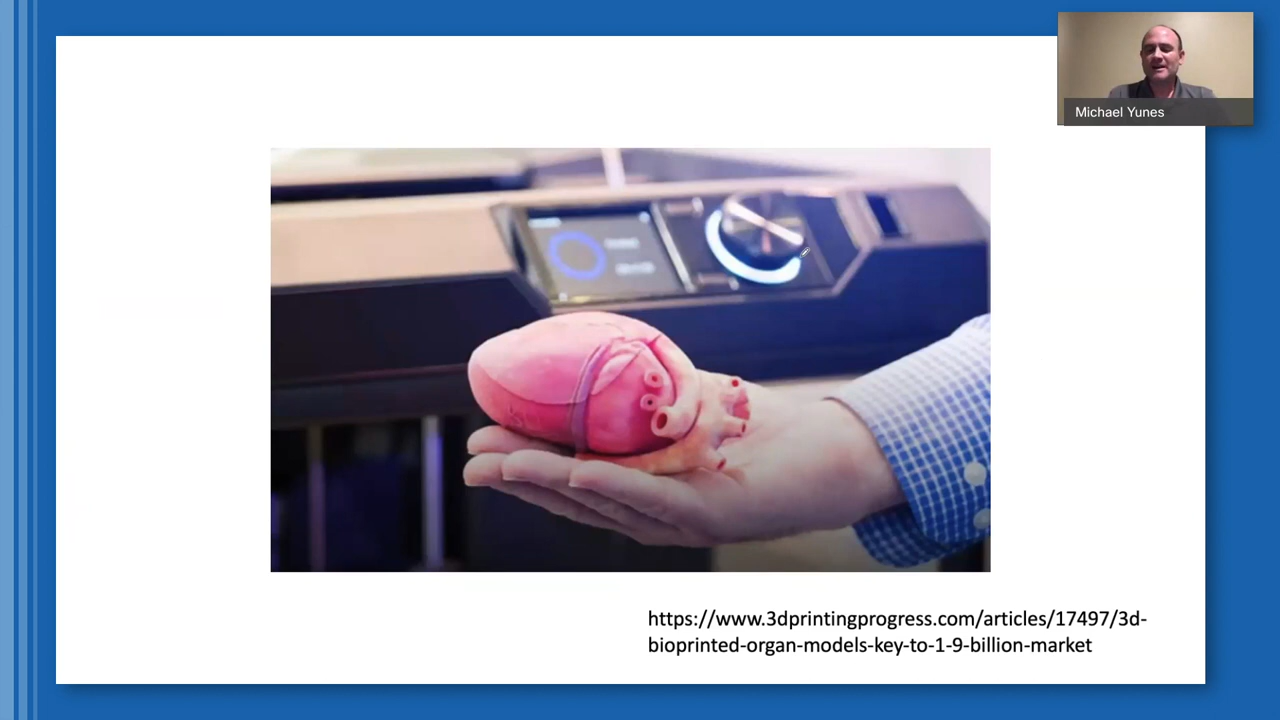 Michael Yunes
https://www.3dprintingprogress.com/articles/17497/3d-
bioprinted-organ-models-key-to-1-9-billion-market